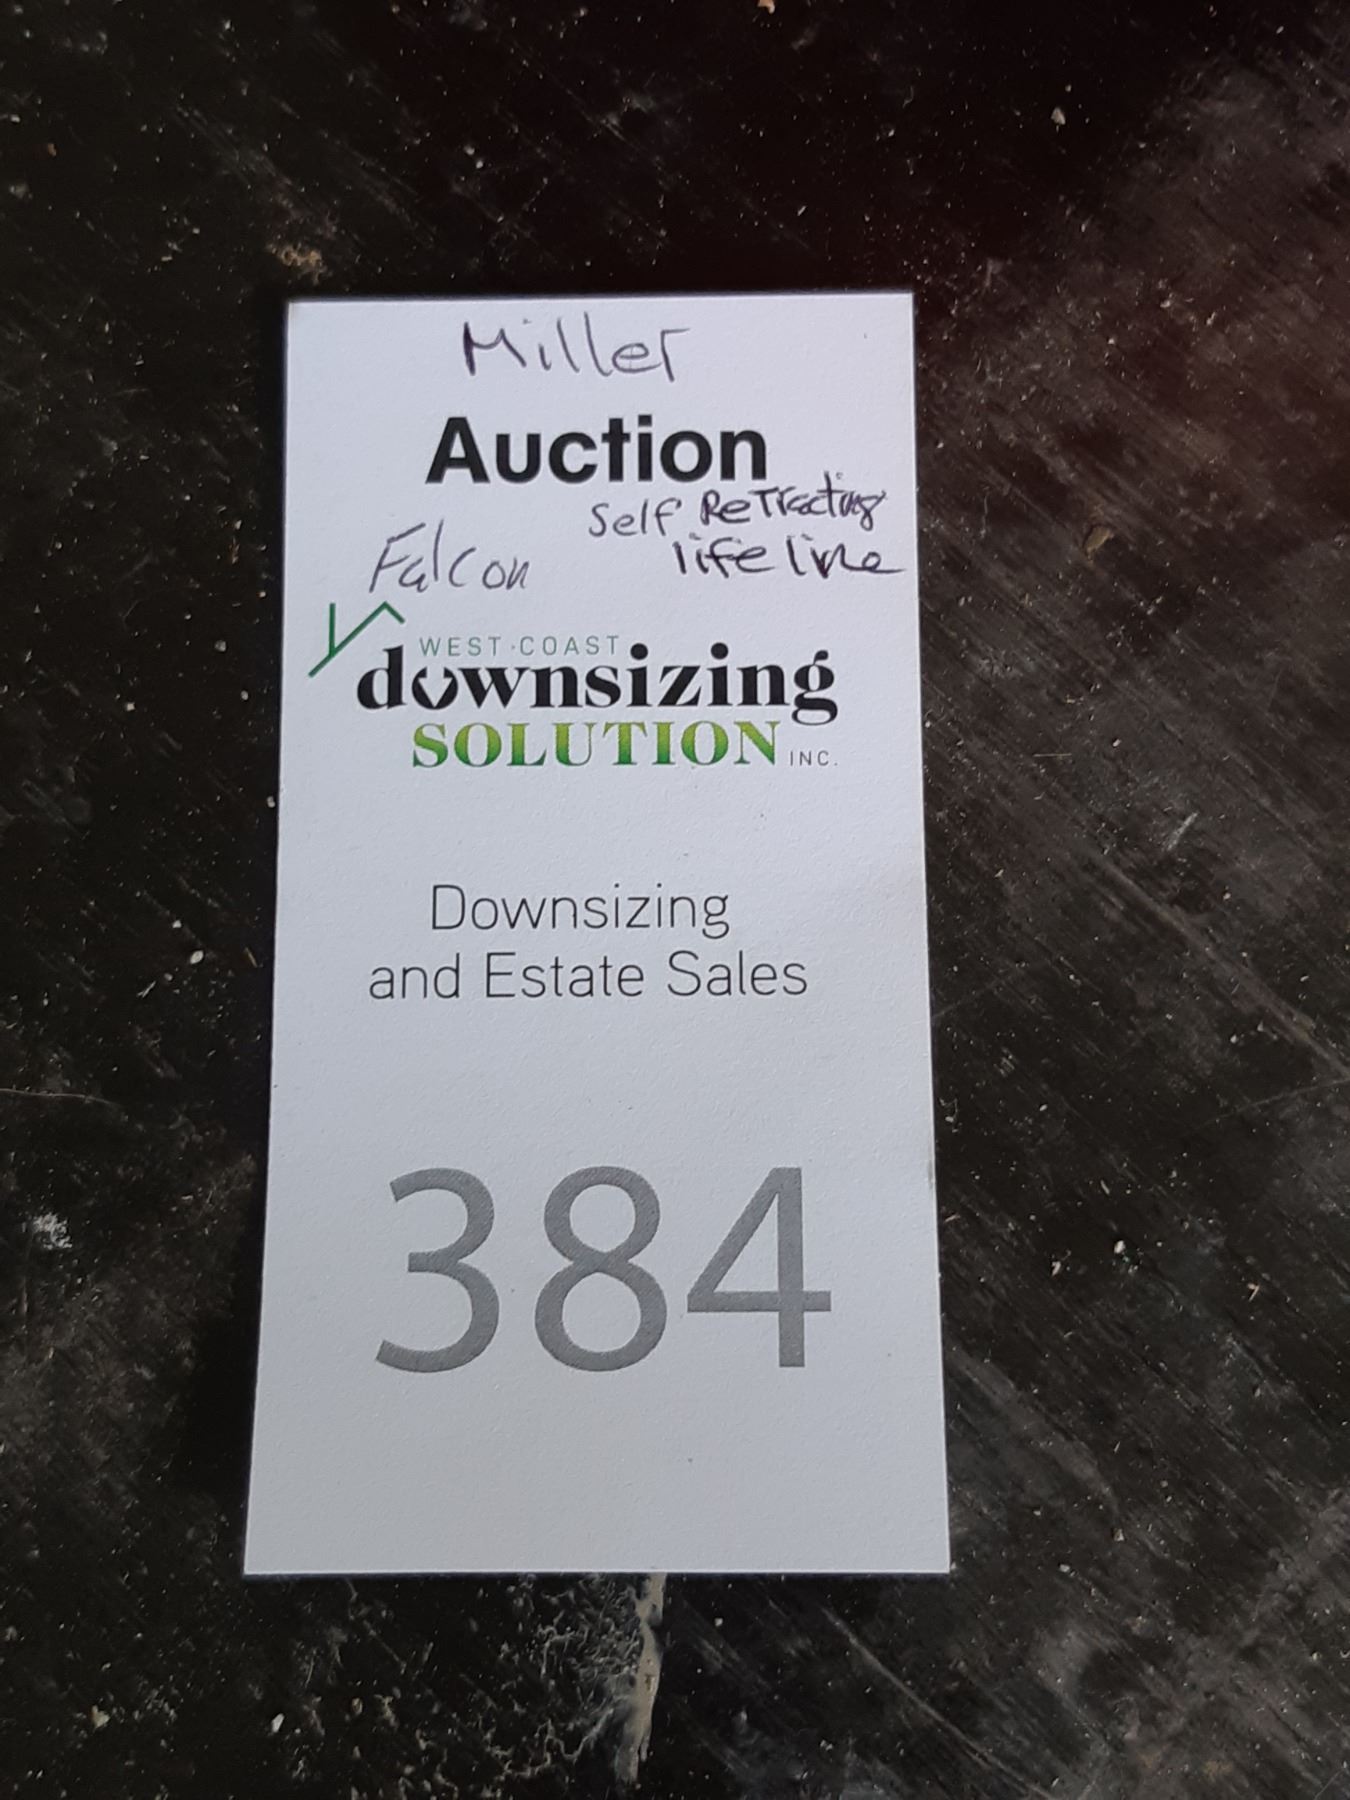 Miller
Auction
Self ReTracting
Falcon
lifeline
WEST·COAST
downsizing
SOLUTION INC.
Downsizing
and Estate Sales
384